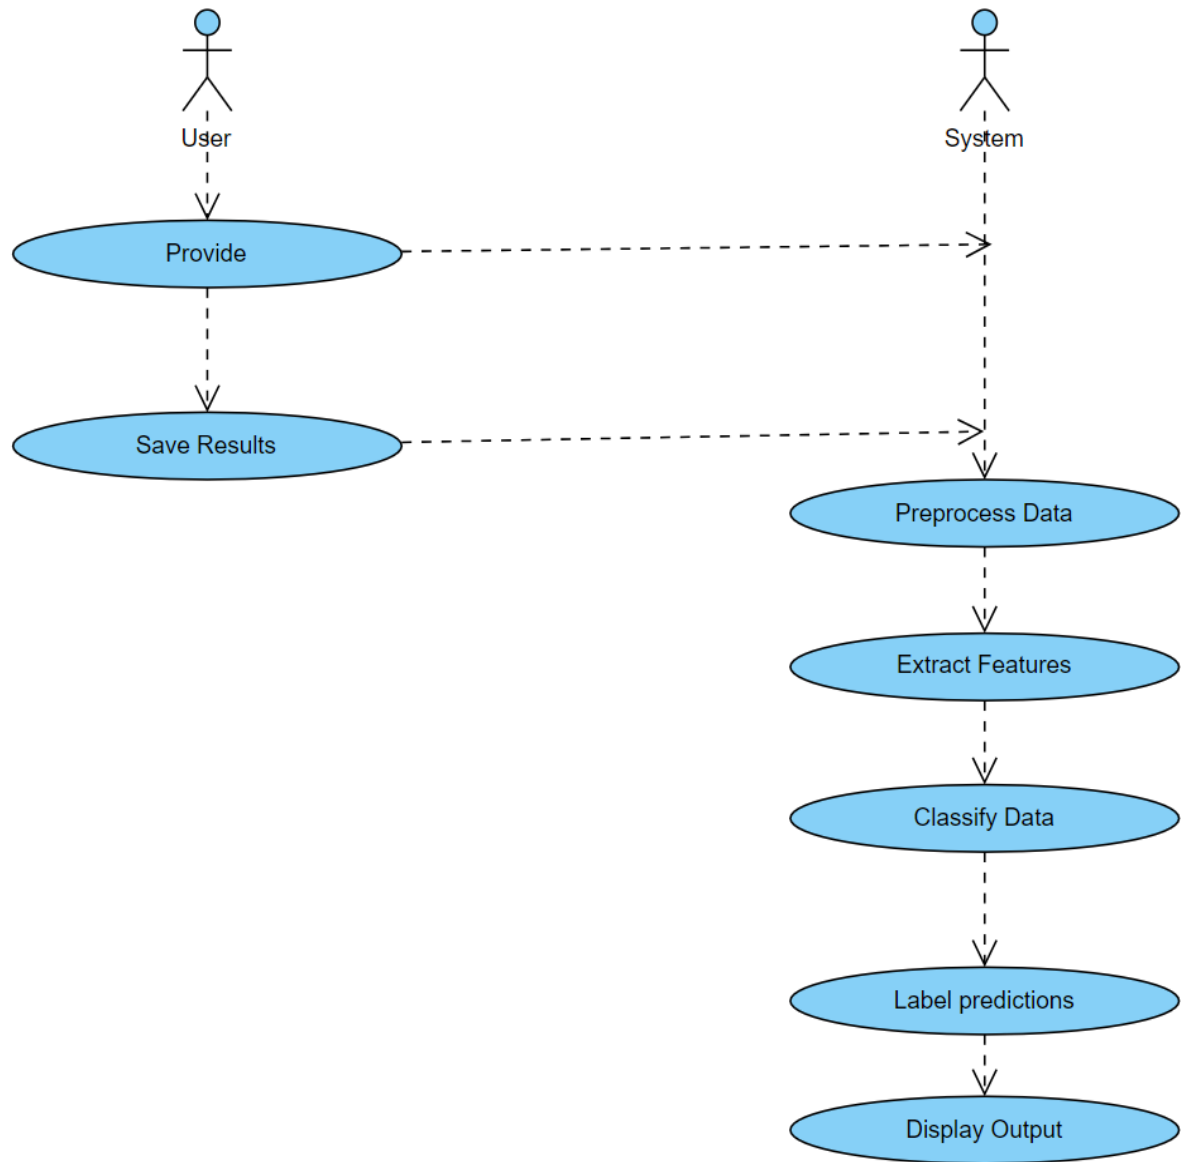 User
System
Provide
Save Results
Preprocess Data
Extract Features
Classify Data
Label predictions
Display Output